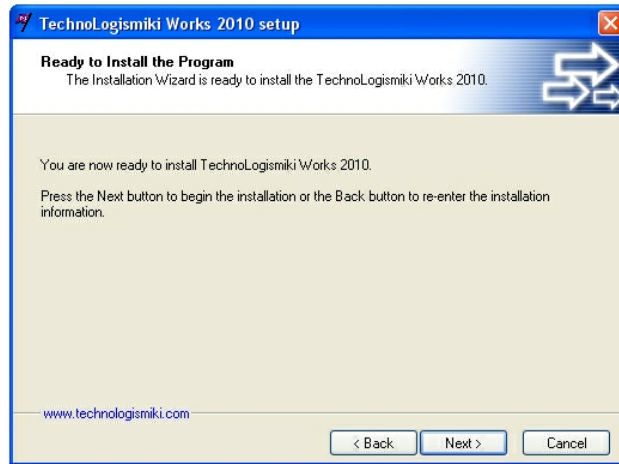 TechnoLogismiki Works 2010 setup
Ready to Install the Program
The Installation Wizard is ready to install the TechnoLogismiki Works 2010.
You are now ready to install TechnoLogismiki Works 2010.
Press the Next button to begin the installation or the Back button to re-enter the installation
information.
www.technologismiki.com
< Back Next > Cancel